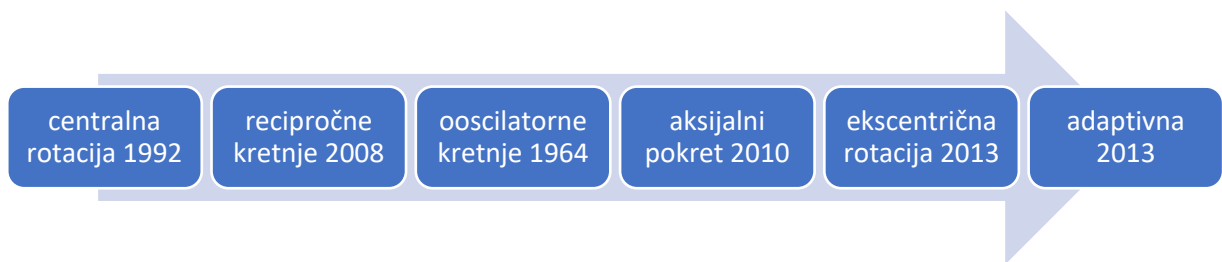 centralna
rotacija 1992
recipročne
kretnje 2008
ooscilatorne
kretnje 1964
aksijalni
pokret 2010
ekscentrična
rotacija 2013
adaptivna
2013